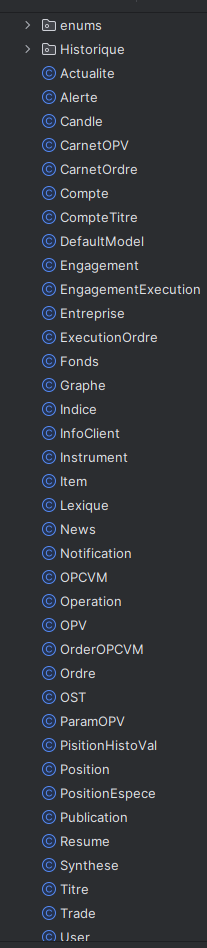 enums
Historique
Actualite
Alerte
Candle
CarnetOPV
CarnetOrdre
Compte
CompteTitre
DefaultModel
Engagement
EngagementExecution
Entreprise
ExecutionOrdre
Fonds
Graphe
Indice
InfoClient
Instrument
Item
Lexique
News
Notification
OPCVM
Operation
OPV
OrderOPCVM
Ordre
OST
ParamOPV
PisitionHistoVal
Position
PositionEspece
Publication
Resume
Synthese
Titre
Trade
User